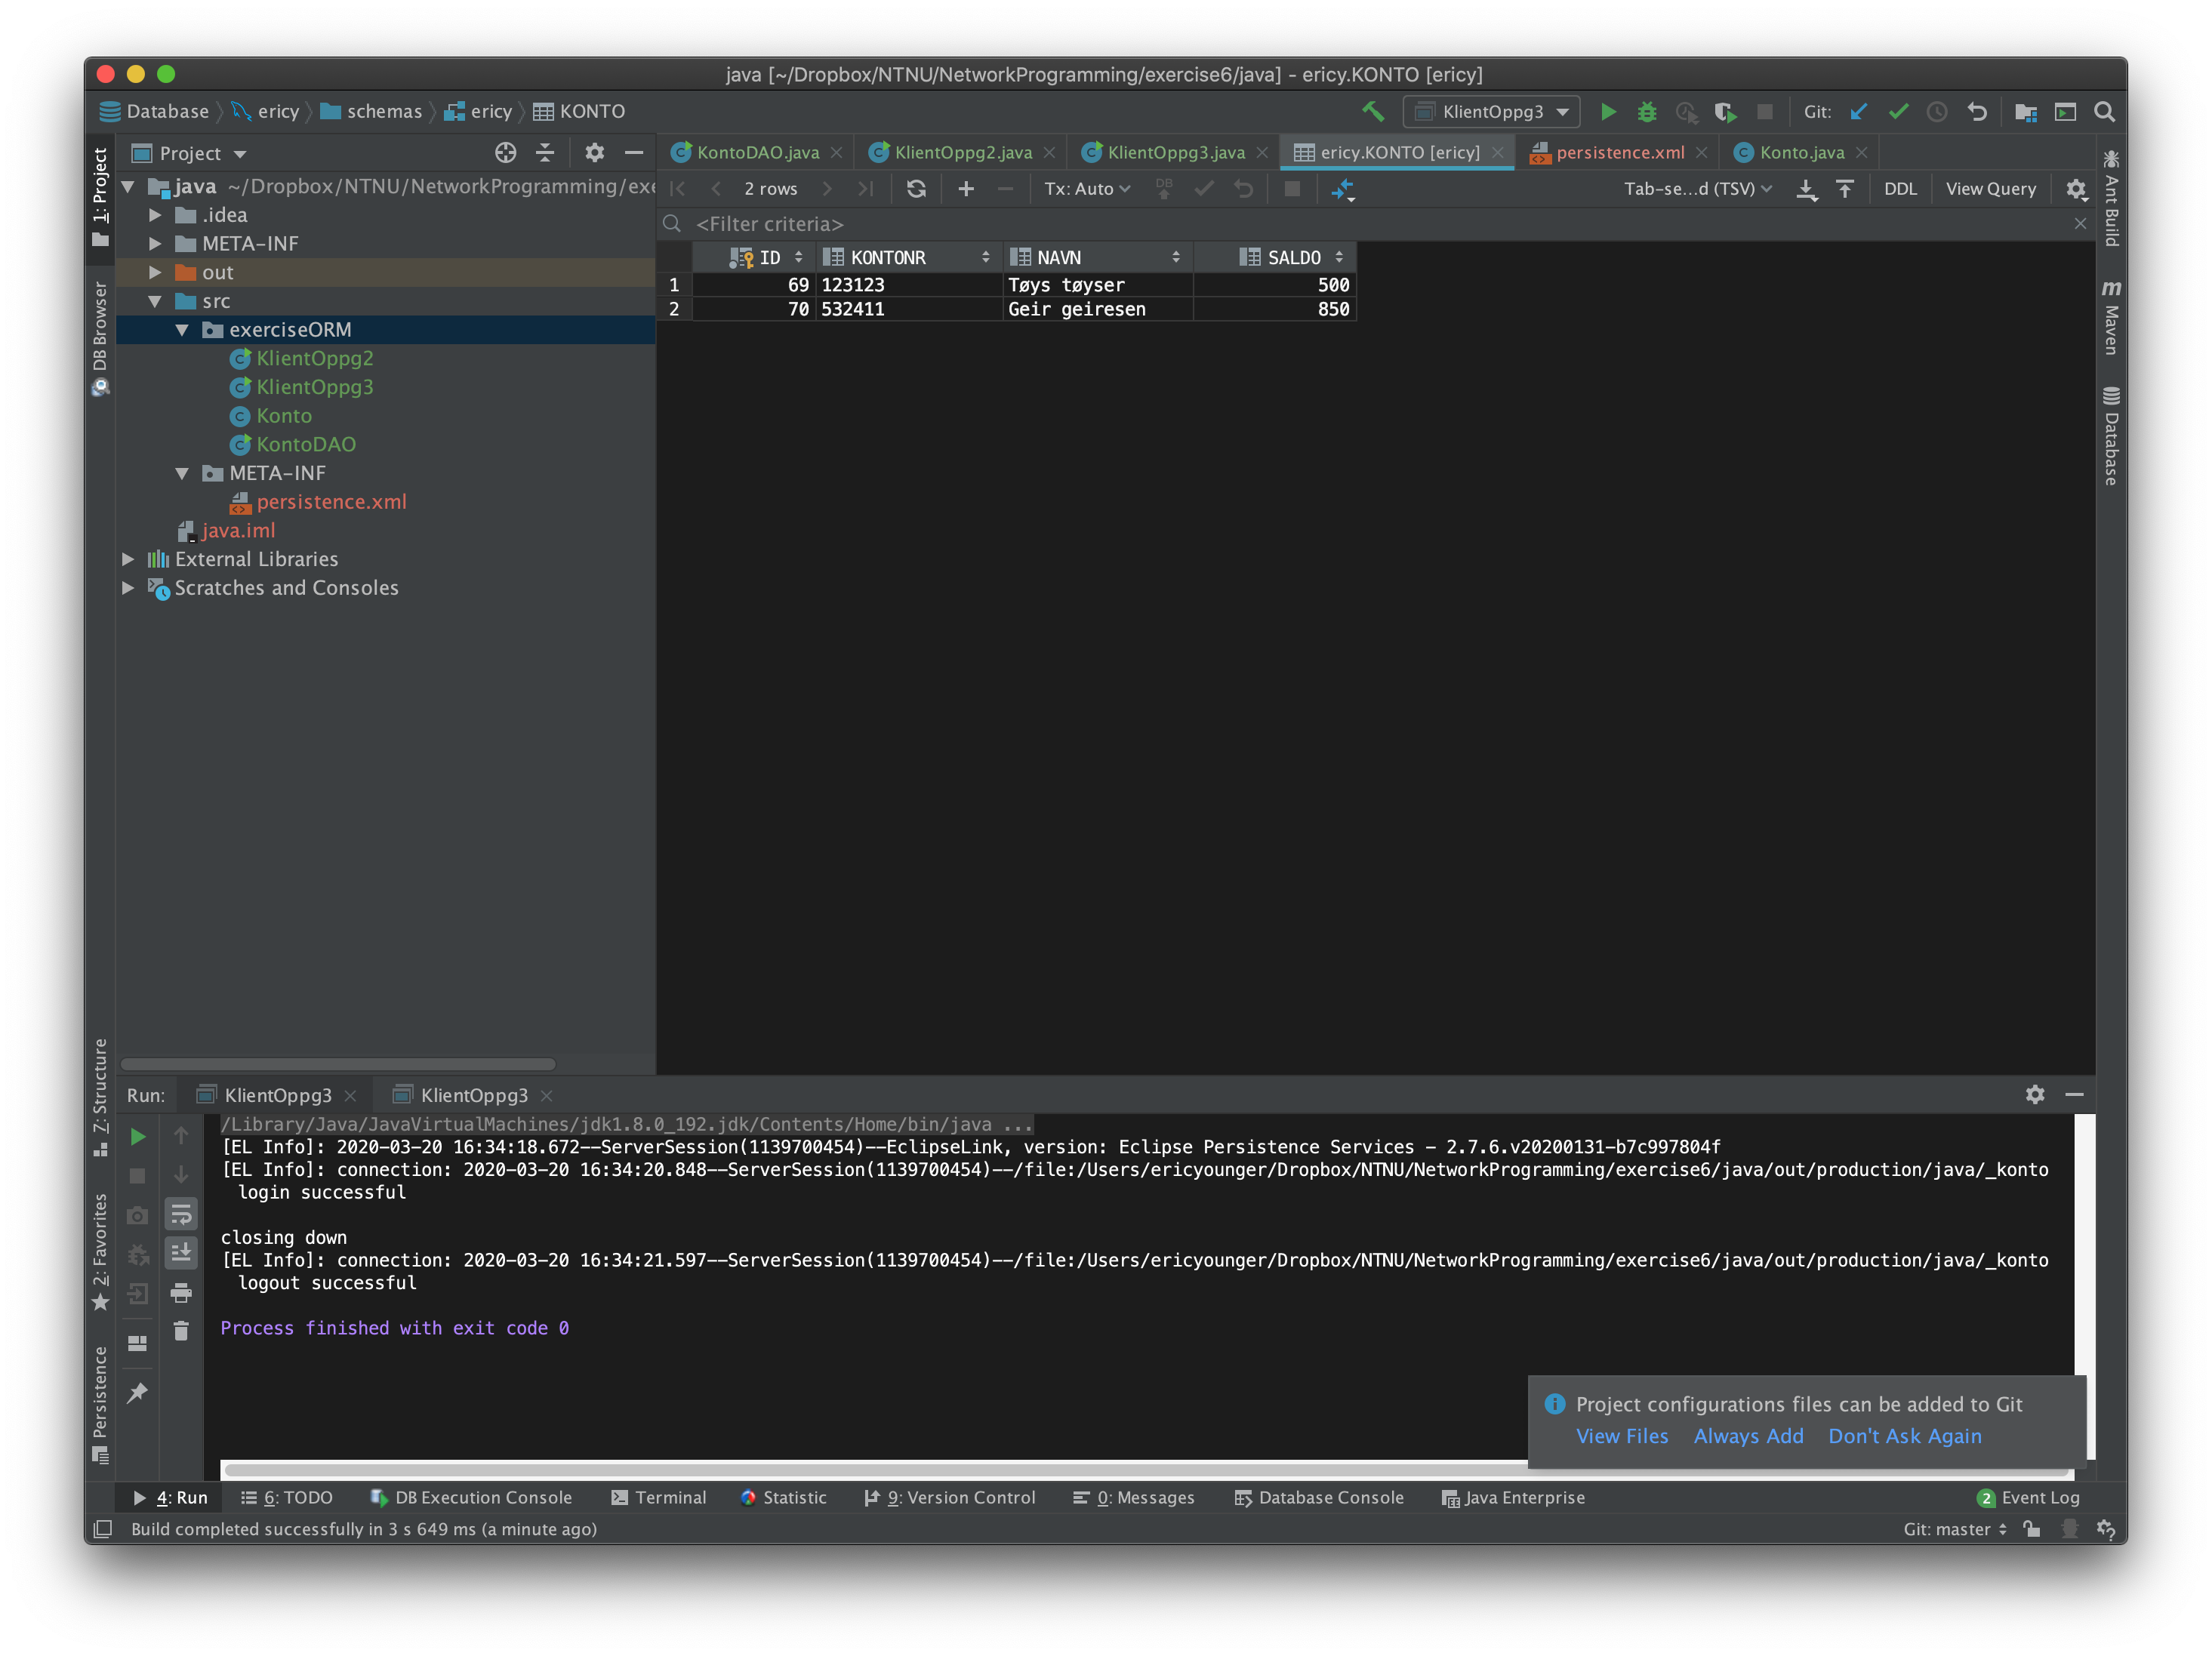 java [~/Dropbox/NTNU/NetworkProgramming/exercise6/java] - ericy.KONTO [ericy]
Database ericy schemas ericy KONTO
KlientOppg3 Git:
Project
KontoDAO.java KlientOppg2.java KlientOppg3.java ericy.KONTO [ericy] persistence.xml Konto.java
2 rows Tx: Auto DB Tab-se...d (TSV) DDL View Query
<Filter criteria>
ID KONTONR NAVN SALDO
1 69 123123 Tøys tøyser 500
2 70 532411 Geir geiresen 850
java ~/Dropbox/NTNU/NetworkProgramming/exe
.idea
META-INF
out
src
exerciseORM
KlientOppg2
KlientOppg3
Konto
KontoDAO
META-INF
persistence.xml
java.iml
External Libraries
Scratches and Consoles
1: Project
DB Browser
Z: Structure
2: Favorites
Persistence
Ant Build
Maven
Database
Run: KlientOppg3 KlientOppg3
/Library/Java/JavaVirtualMachines/jdk1.8.0_192.jdk/Contents/Home/bin/java ...
[EL Info]: 2020-03-20 16:34:18.672--ServerSession(1139700454)--EclipseLink, version: Eclipse Persistence Services - 2.7.6.v20200131-b7c997804f
[EL Info]: connection: 2020-03-20 16:34:20.848--ServerSession(1139700454)--/file:/Users/ericyounger/Dropbox/NTNU/NetworkProgramming/exercise6/java/out/production/java/_konto
login successful
closing down
[EL Info]: connection: 2020-03-20 16:34:21.597--ServerSession(1139700454)--/file:/Users/ericyounger/Dropbox/NTNU/NetworkProgramming/exercise6/java/out/production/java/_konto
logout successful
Process finished with exit code 0
Project configurations files can be added to Git
View Files Always Add Don't Ask Again
4: Run 6: TODO DB Execution Console Terminal Statistic 9: Version Control 0: Messages Database Console Java Enterprise 2 Event Log
Build completed successfully in 3 s 649 ms (a minute ago) Git: master